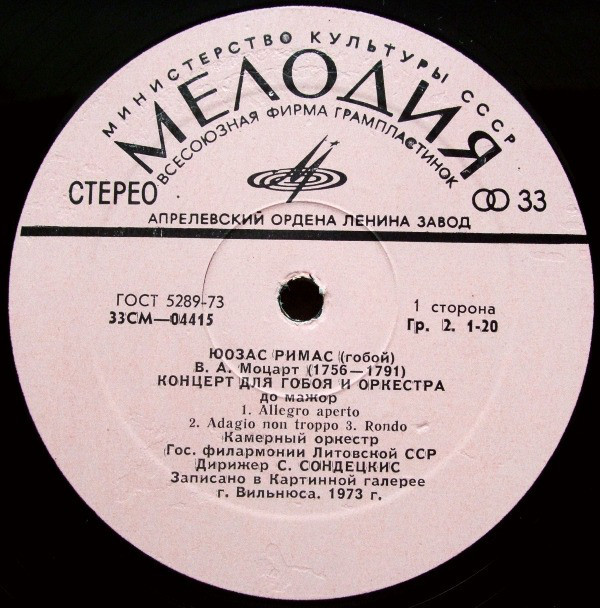 МИНИСТЕРСТВО КУЛЬТУРЫ СССР
МЕЛОДИЯ
ВСЕСОЮЗНАЯ ФИРМА ГРАМПЛАСТИНОК
СТЕРЕО
33
АПРЕЛЕВСКИЙ ОРДЕНА ЛЕНИНА ЗАВОД
ГОСТ 5289-73
33СМ—04415
1 сторона
Гр. 2. 1-20
ЮОЗАС РИМАС (гобой)
В. А. Моцарт (1756—1791)
КОНЦЕРТ ДЛЯ ГОБОЯ И ОРКЕСТРА
до мажор
1. Allegro aperto
2. Adagio non troppo 3. Rondo
Камерный оркестр
Гос. филармонии Литовской ССР
Дирижер С. СОНДЕЦКИС
Записано в Картинной галерее
г. Вильнюса. 1973 г.